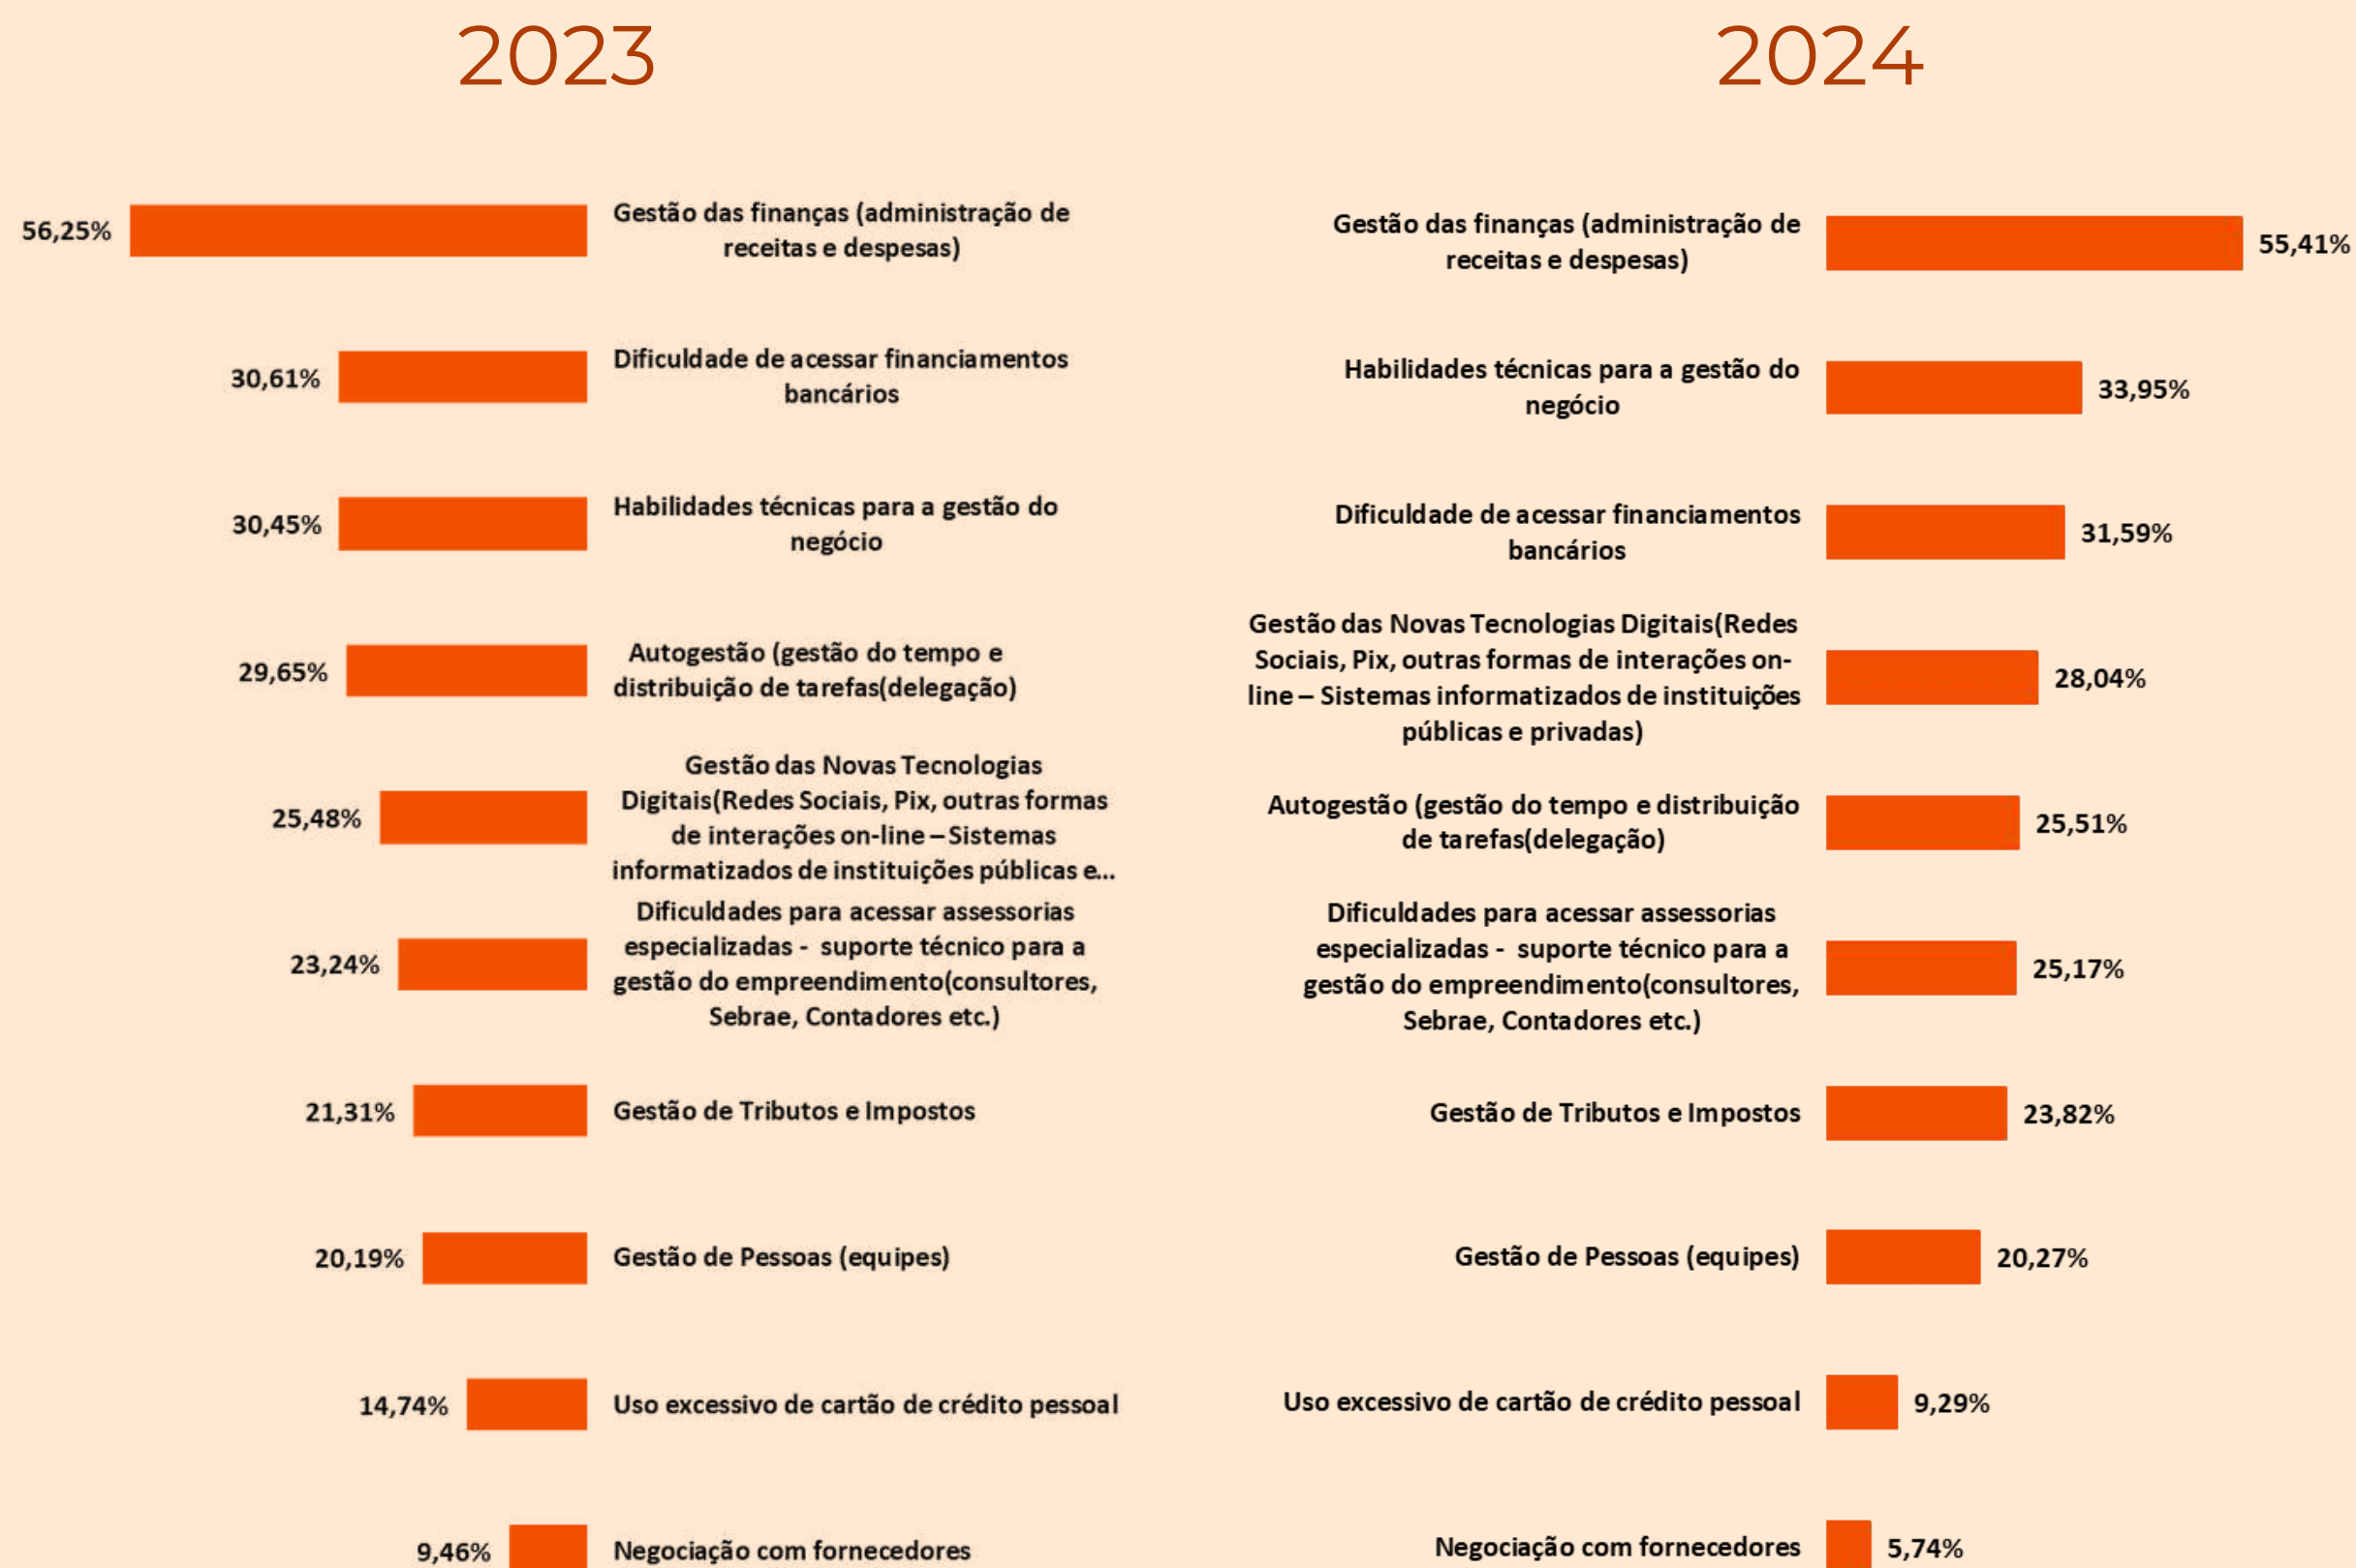 2023
56,25%
Gestão das finanças (administração de
receitas e despesas)
30,61%
Dificuldade de acessar financiamentos
bancários
30,45%
Habilidades técnicas para a gestão do
negócio
29,65%
Autogestão (gestão do tempo e
distribuição de tarefas(delegação)
25,48%
Gestão das Novas Tecnologias
Digitais(Redes Sociais, Pix, outras formas
de interações on-line – Sistemas
informatizados de instituições públicas e...
23,24%
Dificuldades para acessar assessorias
especializadas -  suporte técnico para a
gestão do empreendimento(consultores,
Sebrae, Contadores etc.)
21,31%
Gestão de Tributos e Impostos
20,19%
Gestão de Pessoas (equipes)
14,74%
Uso excessivo de cartão de crédito pessoal
9,46%
Negociação com fornecedores
2024
Gestão das finanças (administração de
receitas e despesas)
55,41%
Habilidades técnicas para a gestão do
negócio
33,95%
Dificuldade de acessar financiamentos
bancários
31,59%
Gestão das Novas Tecnologias Digitais(Redes
Sociais, Pix, outras formas de interações on-
line – Sistemas informatizados de instituições
públicas e privadas)
28,04%
Autogestão (gestão do tempo e distribuição
de tarefas(delegação)
25,51%
Dificuldades para acessar assessorias
especializadas -  suporte técnico para a
gestão do empreendimento(consultores,
Sebrae, Contadores etc.)
25,17%
Gestão de Tributos e Impostos
23,82%
Gestão de Pessoas (equipes)
20,27%
Uso excessivo de cartão de crédito pessoal
9,29%
Negociação com fornecedores
5,74%